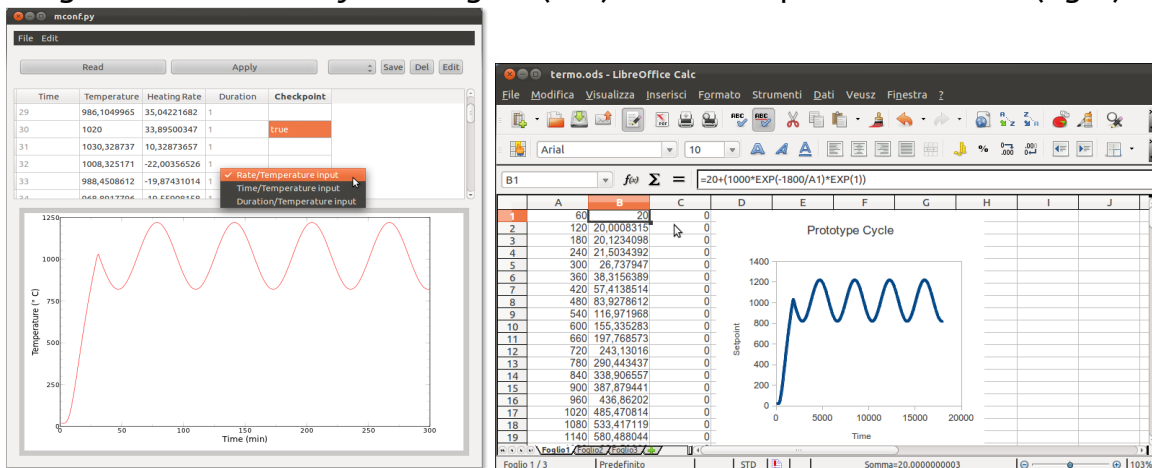 mconf.py
File Edit
Read Apply Save Del Edit
Time Temperature Heating Rate Duration Checkpoint
29 986,1049965 35,04221682 1
30 1020 33,89500347 1 true
31 1030,328737 10,32873657 1
32 1008,325171 -22,00356526 1
33 988,4508612 -19,87431014 1
34 968,8917796 -19,55908158 1
✓ Rate/Temperature input
Time/Temperature input
Duration/Temperature input
1250
1000
750
500
250
Temperature (° C)
0 50 100 150 200 250 300
Time (min)
termo.ods - LibreOffice Calc
File Modifica Visualizza Inserisci Formato Strumenti Dati Veusz Finestra ?
Arial 10
B1 f(x) Σ = =20+(1000*EXP(-1800/A1)*EXP(1))
A B C D E F G H I J
1 60 20 0
2 120 20,0008315 0
3 180 20,1234098 0
4 240 21,5034392 0
5 300 26,737947 0
6 360 38,3156389 0
7 420 57,4138514 0
8 480 83,9278612 0
9 540 116,971968 0
10 600 155,335283 0
11 660 197,768573 0
12 720 243,13016 0
13 780 290,443437 0
14 840 338,906557 0
15 900 387,879441 0
16 960 436,86202 0
17 1020 485,470814 0
18 1080 533,417119 0
19 1140 580,488044 0
Prototype Cycle
1400
1200
1000
800
600
400
200
0
Setpoint
0 5000 10000 15000 20000
Time
Foglio1 Foglio2 Foglio3
Foglio 1 / 3 Predefinito STD Somma=20.0000000003 103%